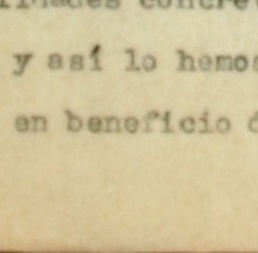 y así lo hemos
en beneficio